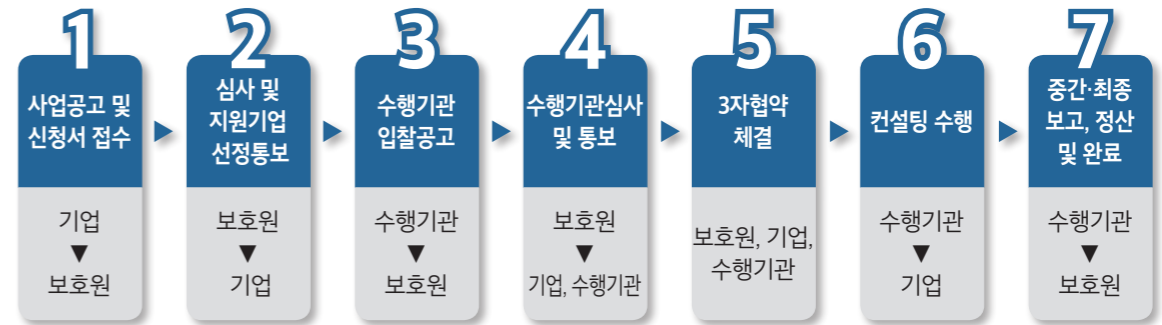 1
사업공고 및
신청서 접수
기업
▼
보호원
2
심사 및
지원기업
선정통보
보호원
▼
기업
3
수행기관
입찰공고
수행기관
▼
보호원
4
수행기관심사
및 통보
보호원
▼
기업, 수행기관
5
3자협약
체결
보호원, 기업,
수행기관
6
컨설팅 수행
수행기관
▼
기업
7
중간·최종
보고, 정산
및 완료
수행기관
▼
보호원